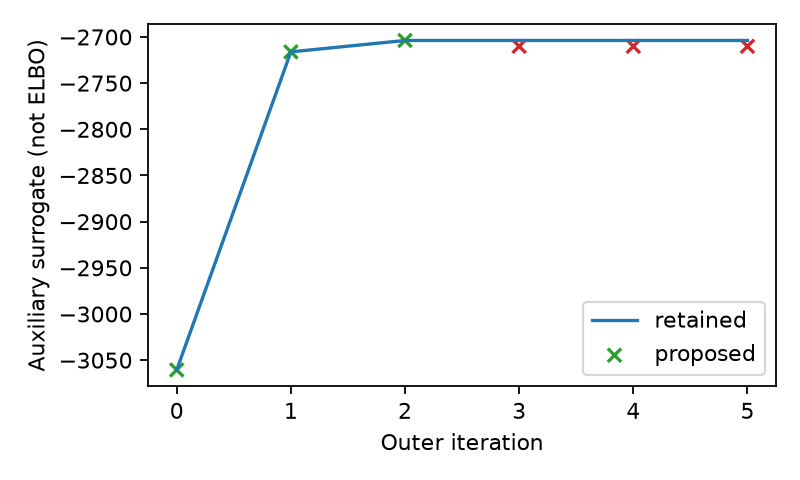 Auxiliary surrogate (not ELBO)
−2700
−2750
−2800
−2850
−2900
−2950
−3000
−3050
retained
proposed
0 1 2 3 4 5
Outer iteration